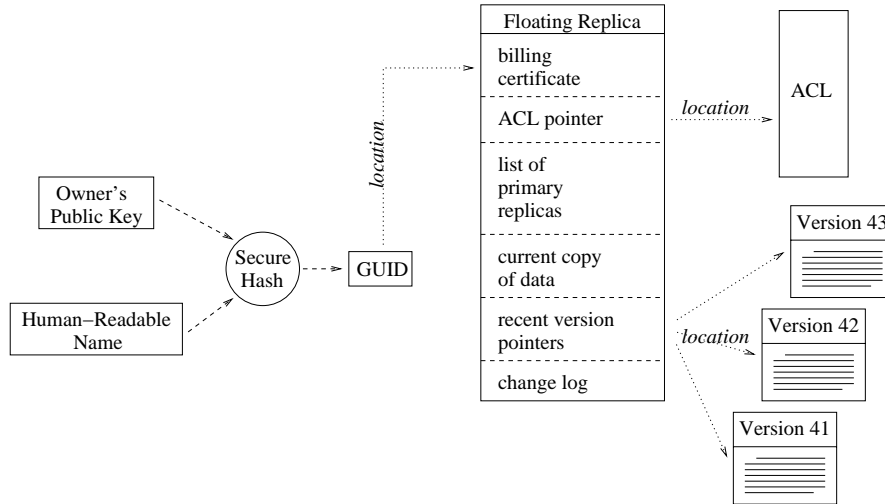 Owner's
Public Key
Human−Readable
Name
Secure
Hash
GUID
location
Floating Replica
billing
certificate
ACL pointer
list of
primary
replicas
current copy
of data
recent version
pointers
change log
location
ACL
location
Version 43
Version 42
Version 41